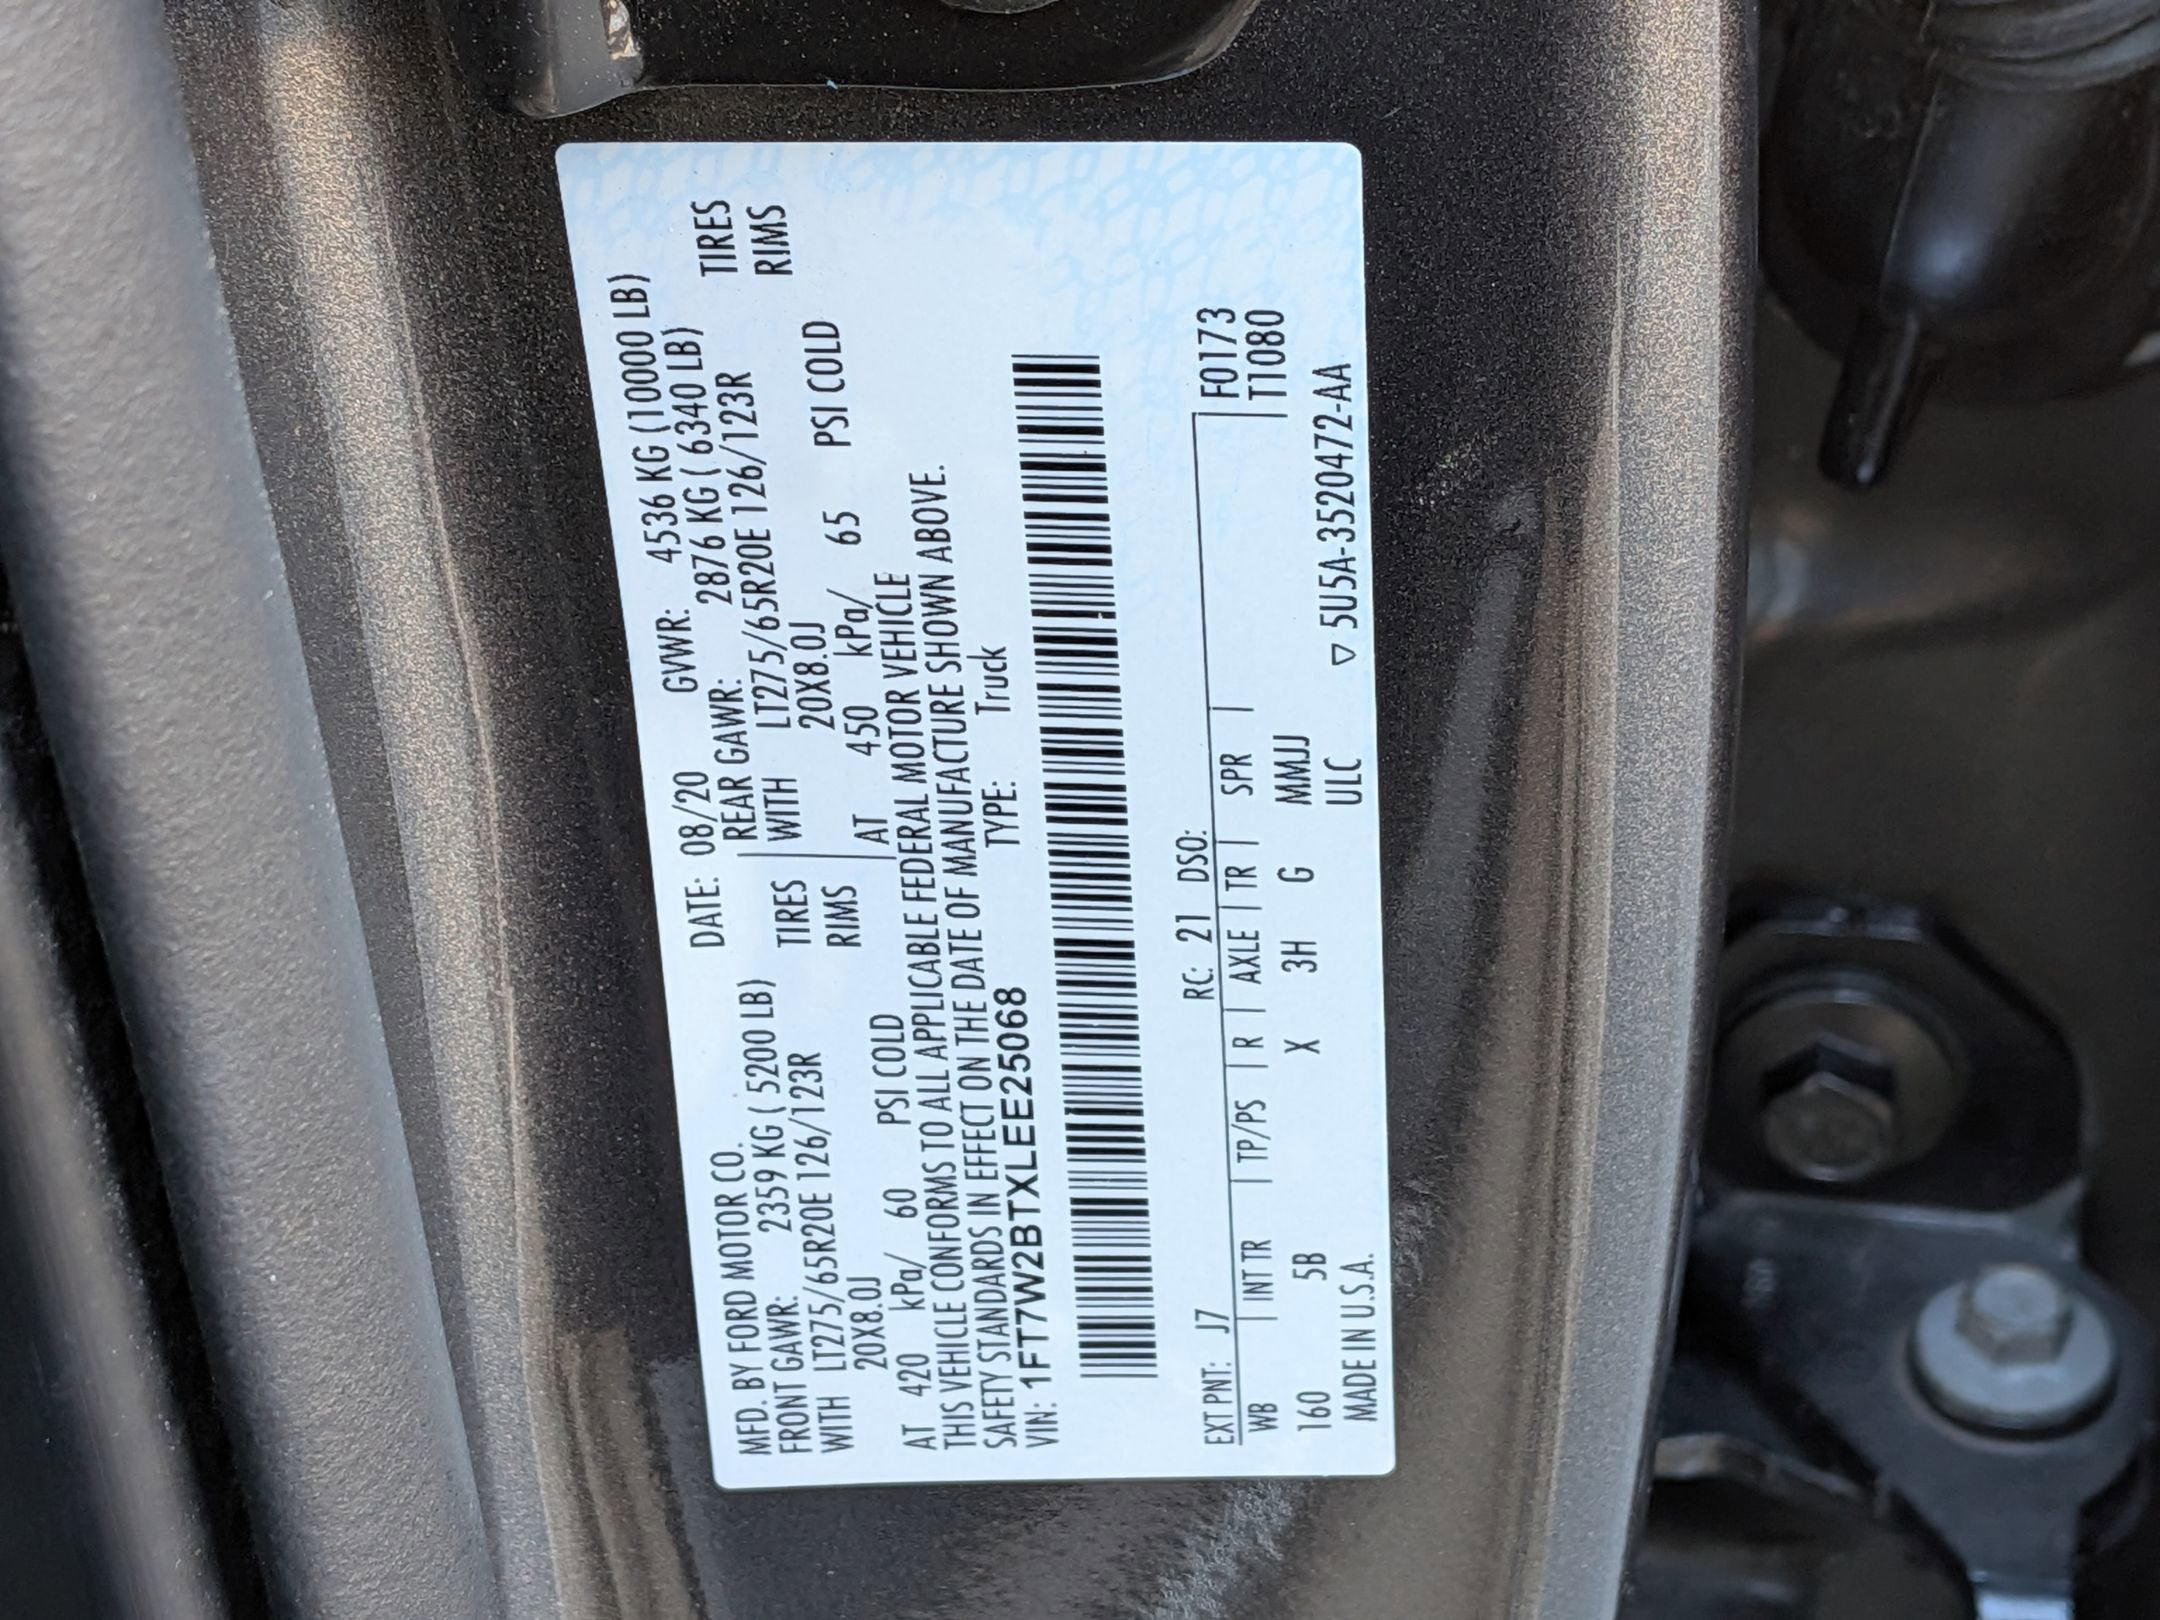 MFD. BY FORD MOTOR CO.
DATE: 08/20 GVWR: 4536 KG (10000 LB)
FRONT GAWR: 2359 KG ( 5200 LB) REAR GAWR: 2876 KG ( 6340 LB)
WITH LT275/65R20E 126/123R TIRES WITH LT275/65R20E 126/123R TIRES
20X8.0J RIMS 20X8.0J RIMS
AT 420 kPa/ 60 PSI COLD AT 450 kPa/ 65 PSI COLD
THIS VEHICLE CONFORMS TO ALL APPLICABLE FEDERAL MOTOR VEHICLE
SAFETY STANDARDS IN EFFECT ON THE DATE OF MANUFACTURE SHOWN ABOVE.
VIN: 1FT7W2BTXLEE25068 TYPE: Truck
EXT PNT: J7 RC: 21 DSO:
WB INT TR TP/PS R AXLE TR SPR F0173
160 5B X 3H G MMJJ T1080
MADE IN U.S.A. ULC ▽ 5U5A-3520472-AA